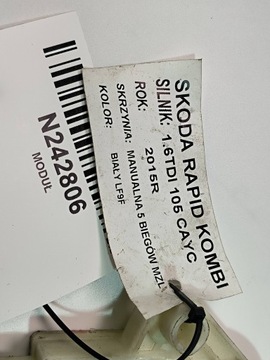 SKODA RAPID KOMBI
SILNIK: 1.6TDI 105 CAYC
ROK: 2015R
SKRZYNIA: MANUALNA 5 BIEGÓW MZL
KOLOR: BIAŁY LF9F
N242806
MODUŁ